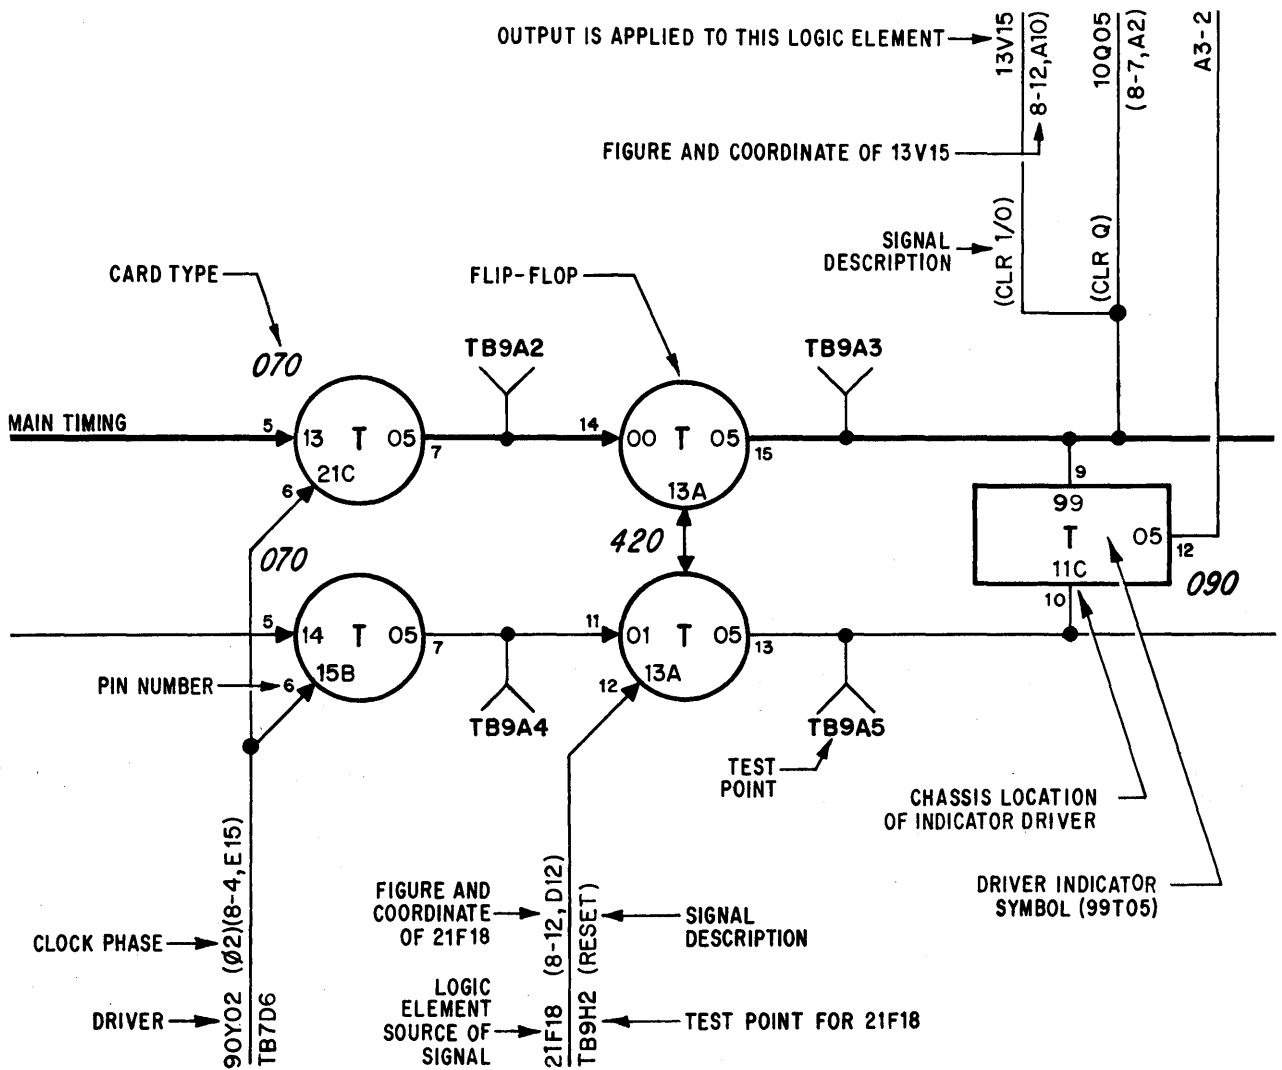 OUTPUT IS APPLIED TO THIS LOGIC ELEMENT
13V15
8-12,A10)
10Q05
(8-7,A2)
A3-2
FIGURE AND COORDINATE OF 13V15
SIGNAL
DESCRIPTION
(CLR 1/0)
(CLR Q)
CARD TYPE
FLIP-FLOP
070
TB9A2
TB9A3
MAIN TIMING
5
13 T 05
21C
7
6
14
00 T 05
13A
15
9
99
T 05
11C
12
090
10
420
070
5
14 T 05
15B
7
PIN NUMBER
6
11
01 T 05
13A
13
12
TB9A4
TB9A5
TEST
POINT
CHASSIS LOCATION
OF INDICATOR DRIVER
DRIVER INDICATOR
SYMBOL (99T05)
CLOCK PHASE
DRIVER
90Y02 (Ø2)(8-4,E15)
TB7D6
FIGURE AND
COORDINATE
OF 21F18
LOGIC
ELEMENT
SOURCE OF
SIGNAL
21F18 (8-12,D12)
TB9H2 (RESET)
SIGNAL
DESCRIPTION
TEST POINT FOR 21F18